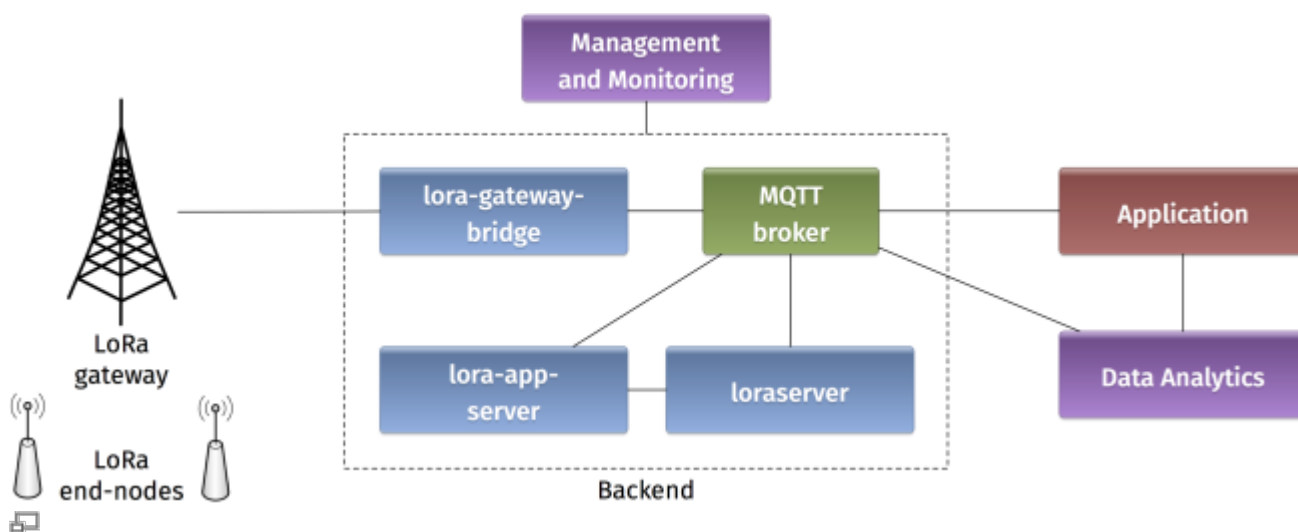 Management
and Monitoring
lora-gateway-
bridge
MQTT
broker
Application
LoRa
gateway
lora-app-
server
loraserver
Data Analytics
LoRa
end-nodes
Backend